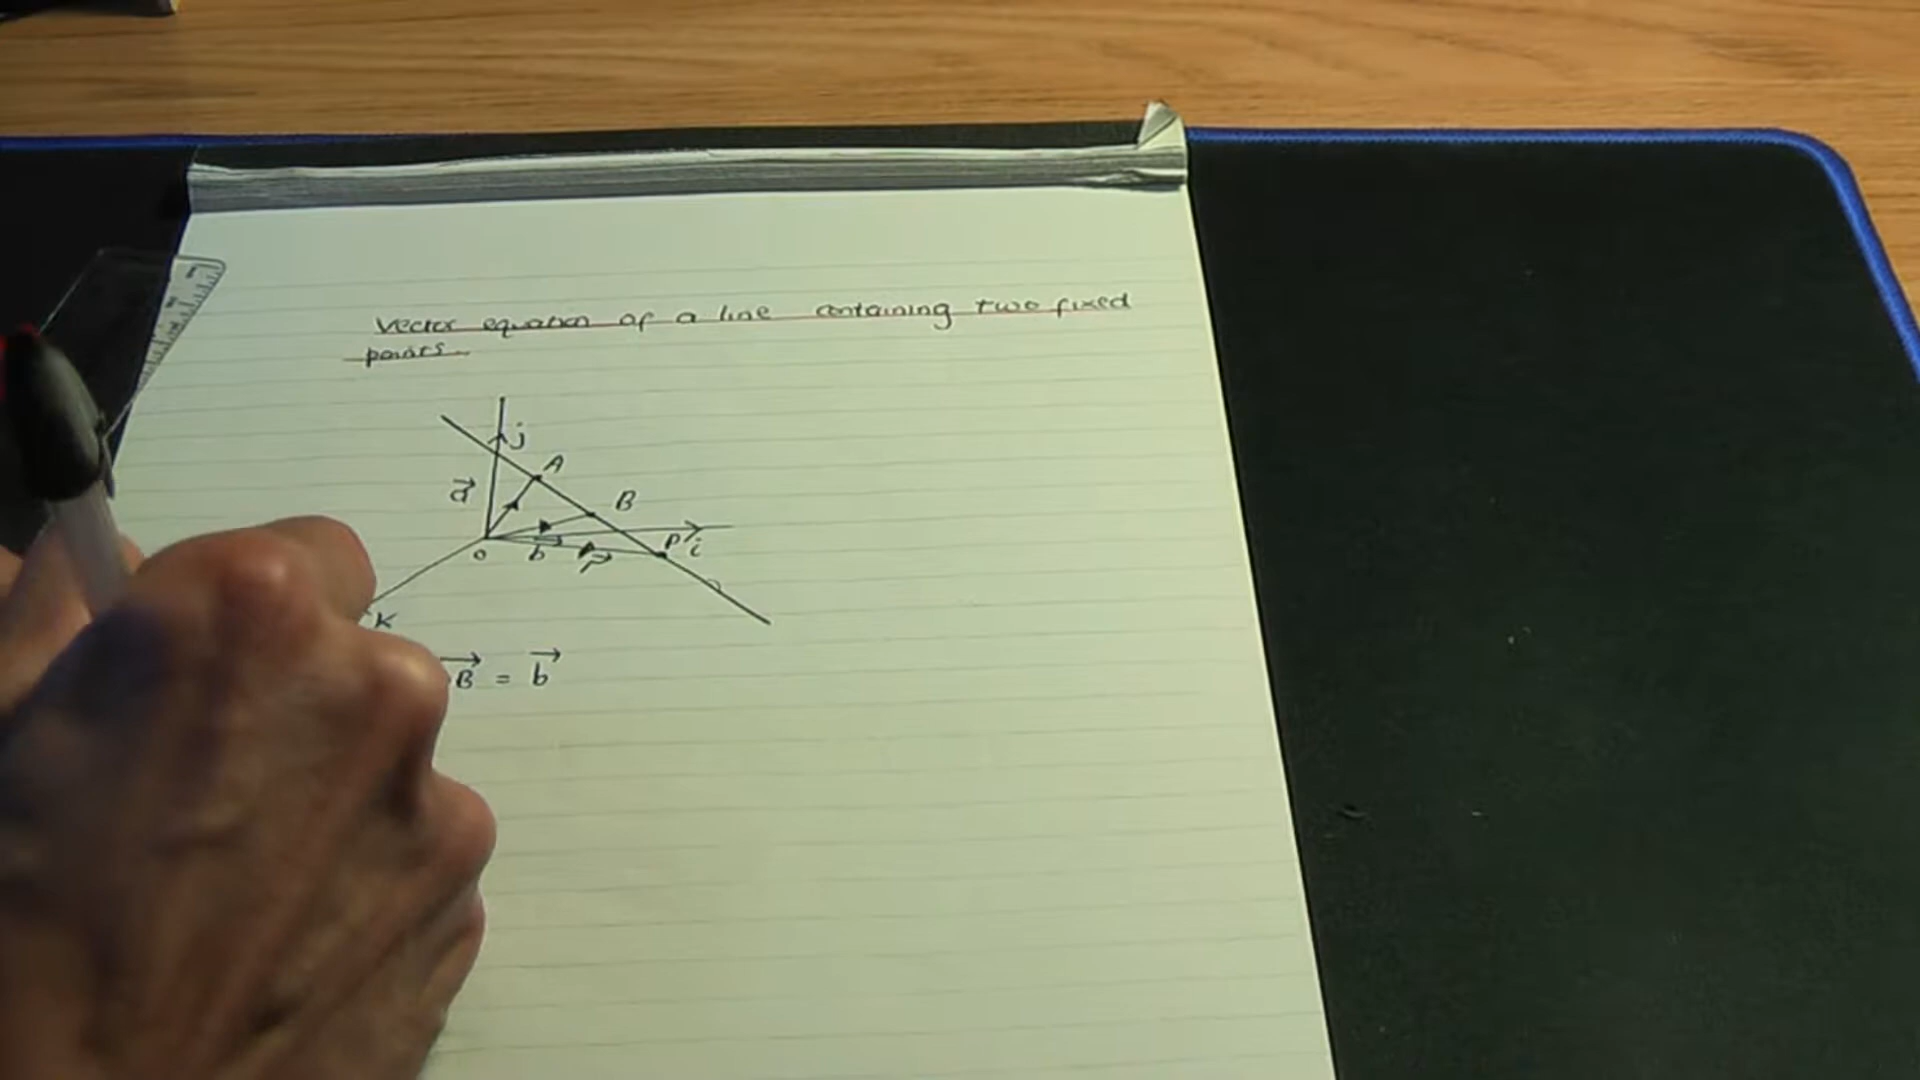 Vector equation of a line containing two fixed
points.
j
A
a
B
o
b
r
P
i
K
B = b